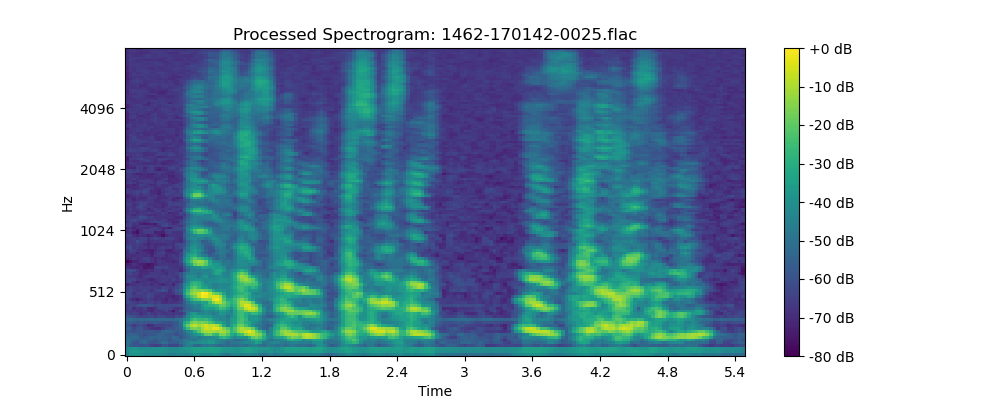 Processed Spectrogram: 1462-170142-0025.flac
Hz
4096
2048
1024
512
0
0 0.6 1.2 1.8 2.4 3 3.6 4.2 4.8 5.4
Time
+0 dB
-10 dB
-20 dB
-30 dB
-40 dB
-50 dB
-60 dB
-70 dB
-80 dB